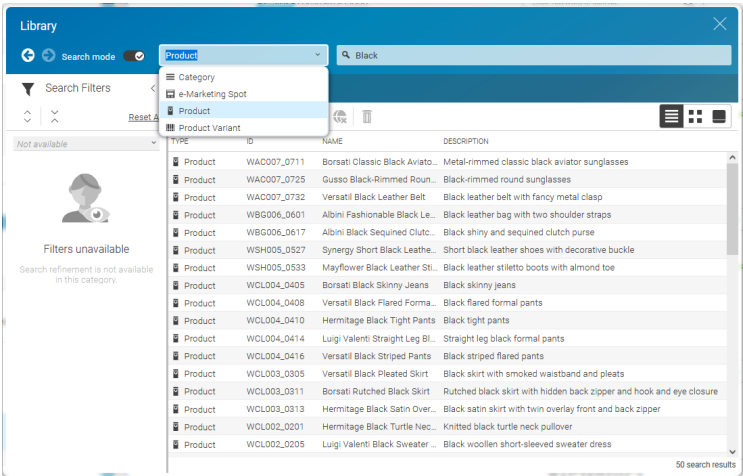 Library
Search mode
Product
Black
Category
e-Marketing Spot
Product
Product Variant
Search Filters
Reset A
Not available
Filters unavailable
Search refinement is not available
in this category
TYPE ID NAME DESCRIPTION
Product WAC007_0711 Borsati Classic Black Aviato... Metal-rimmed classic black aviator sunglasses
Product WAC007_0725 Gusso Black-Rimmed Roun... Black-rimmed round sunglasses
Product WAC007_0732 Versatil Black Leather Belt Black leather belt with fancy metal clasp
Product WBG006_0601 Albini Fashionable Black Le... Black leather bag with two shoulder straps
Product WBG006_0617 Albini Black Sequined Clutc... Black shiny and sequined clutch purse
Product WSH005_0527 Synergy Short Black Leathe... Short black leather shoes with decorative buckle
Product WSH005_0533 Mayflower Black Leather Sti... Black leather stiletto boots with almond toe
Product WCL004_0405 Borsati Black Skinny Jeans Black skinny jeans
Product WCL004_0408 Versatil Black Flared Forma... Black flared formal pants
Product WCL004_0410 Hermitage Black Tight Pants Black tight pants
Product WCL004_0414 Luigi Valenti Straight Leg Bl... Straight leg black formal pants
Product WCL004_0416 Versatil Black Striped Pants Black striped flared pants
Product WCL003_0305 Versatil Black Pleated Skirt Black skirt with smoked waistband and pleats
Product WCL003_0311 Borsati Rutched Black Skirt Rutched black skirt with hidden back zipper and hook and eye closure
Product WCL003_0313 Hermitage Black Satin Over... Black satin skirt with twin overlay front and back zipper
Product WCL002_0201 Hermitage Black Turtle Nec... Knitted black turtle neck pullover
Product WCL002_0205 Luigi Valenti Black Sweater ... Black woollen short-sleeved sweater dress
50 search results